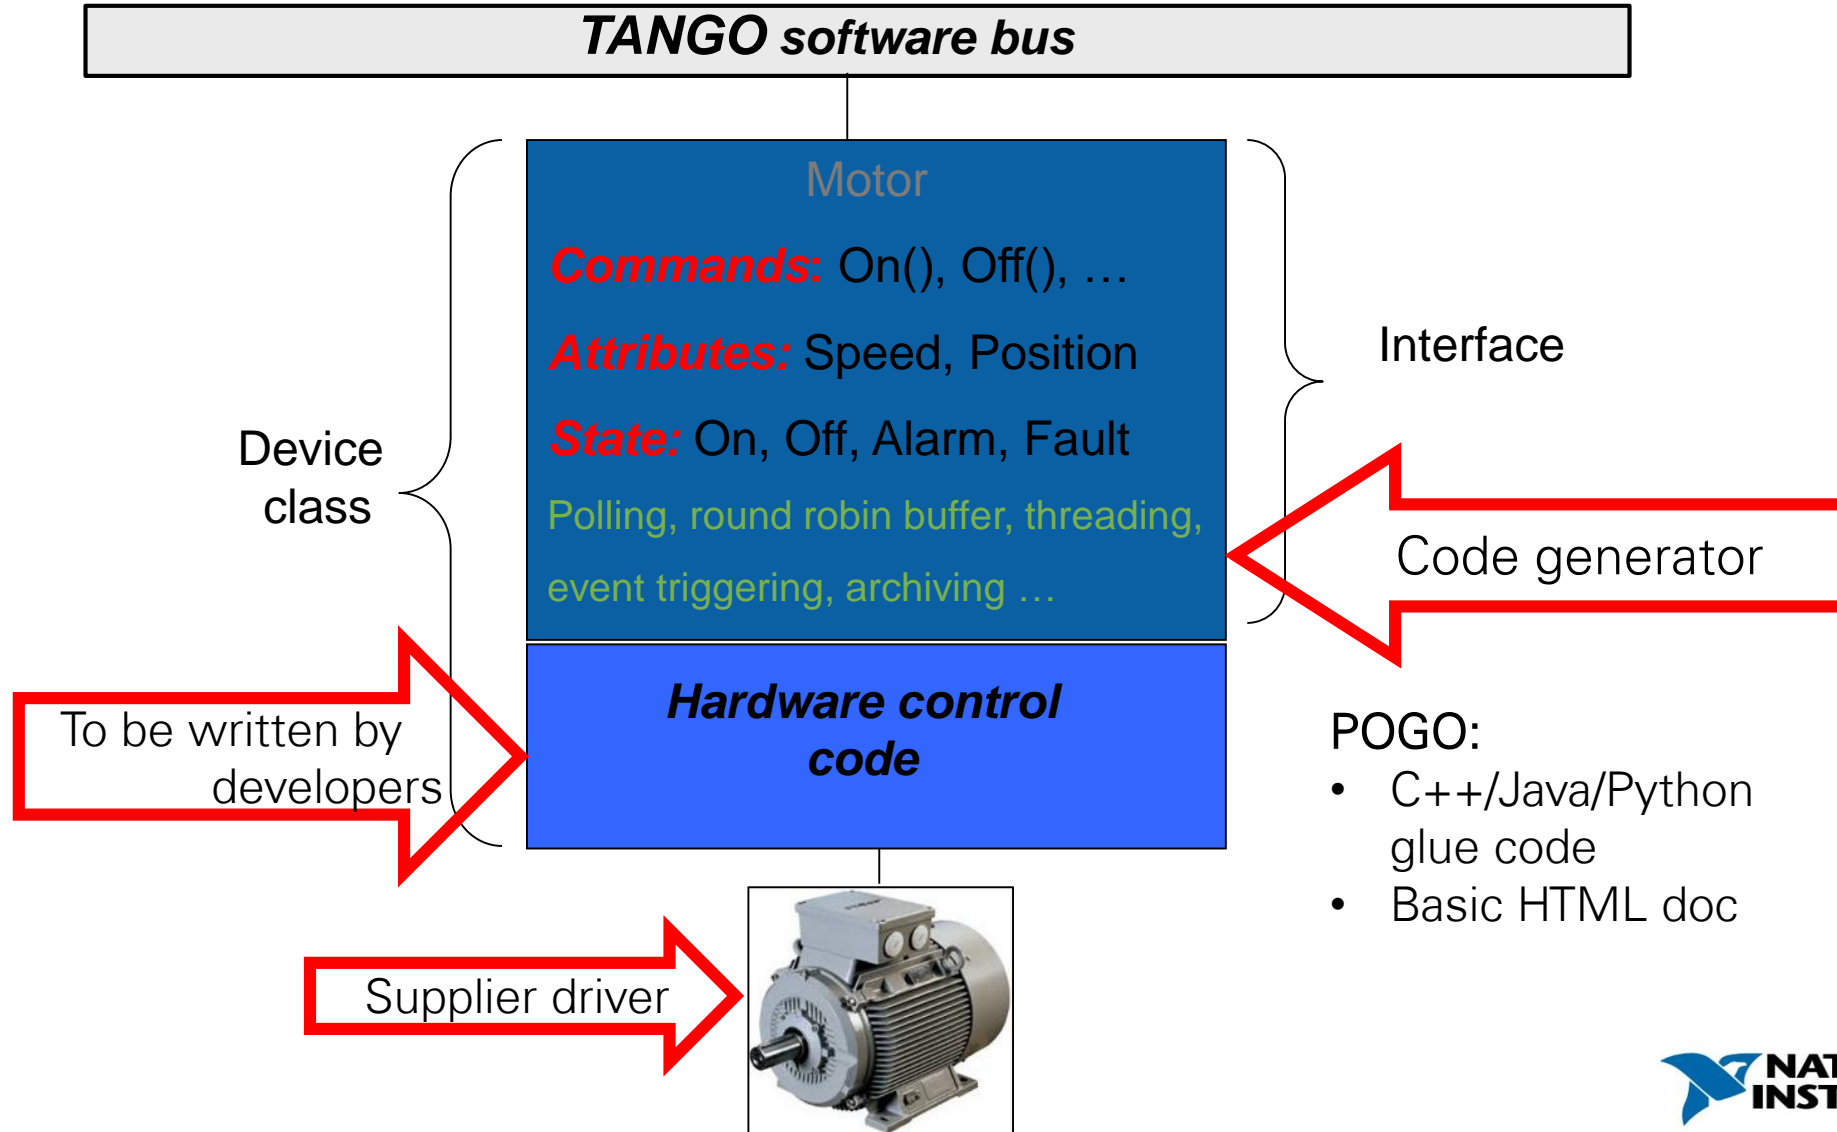 TANGO software bus
Motor
Commands: On(), Off(), …
Attributes: Speed, Position
State: On, Off, Alarm, Fault
Polling, round robin buffer, threading,
event triggering, archiving …
Interface
Device
class
Code generator
Hardware control
code
To be written by
developers
POGO:
• C++/Java/Python
glue code
• Basic HTML doc
Supplier driver
NAT
INST